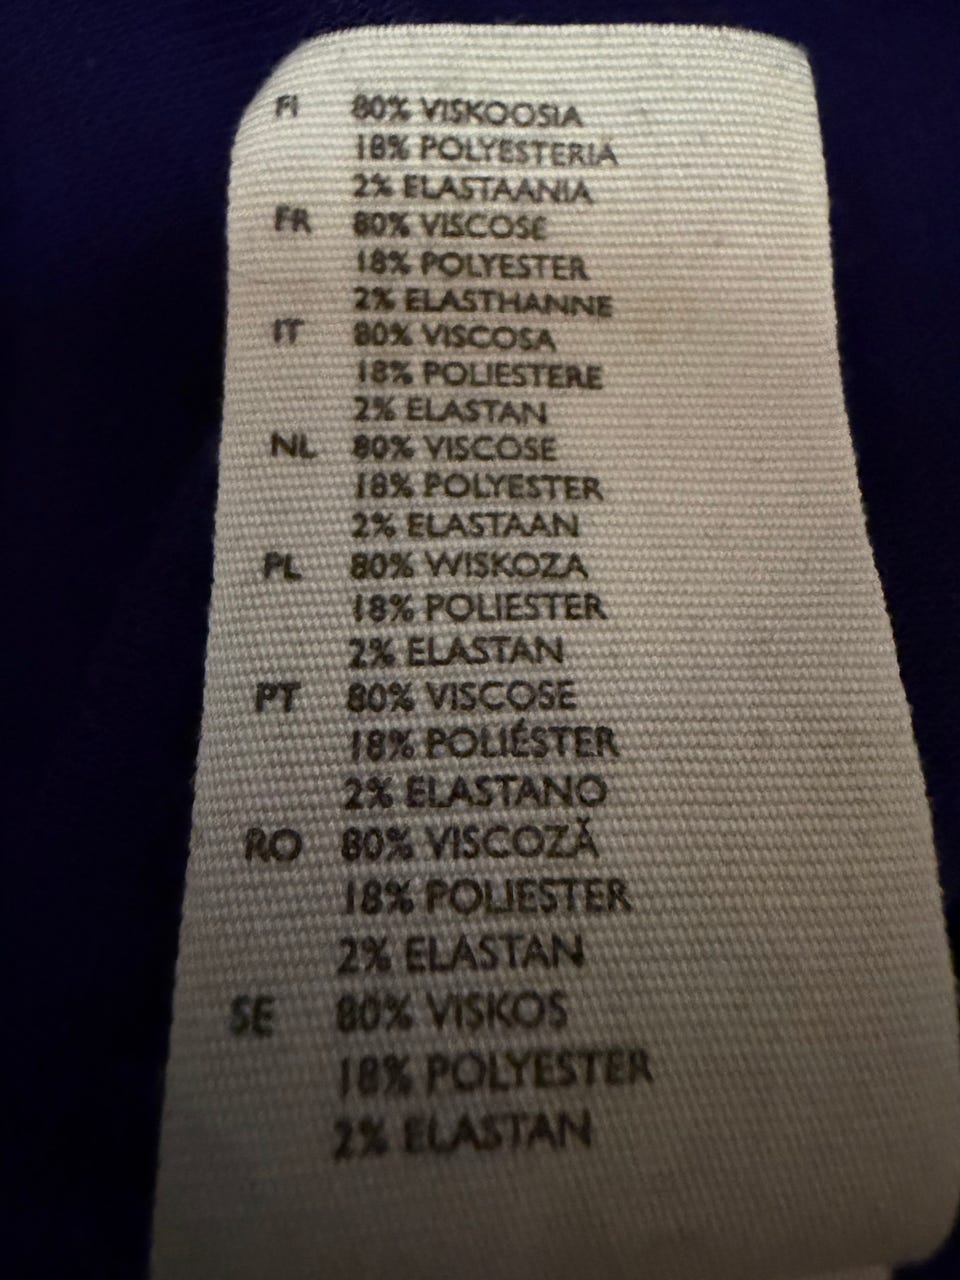 FI 80% VISKOOSIA
18% POLYESTERIA
2% ELASTAANIA
FR 80% VISCOSE
18% POLYESTER
2% ELASTHANNE
IT 80% VISCOSA
18% POLIESTERE
2% ELASTAN
NL 80% VISCOSE
18% POLYESTER
2% ELASTAAN
PL 80% WISKOZA
18% POLIESTER
2% ELASTAN
PT 80% VISCOSE
18% POLIÉSTER
2% ELASTANO
RO 80% VISCOZĂ
18% POLIESTER
2% ELASTAN
SE 80% VISKOS
18% POLYESTER
2% ELASTAN